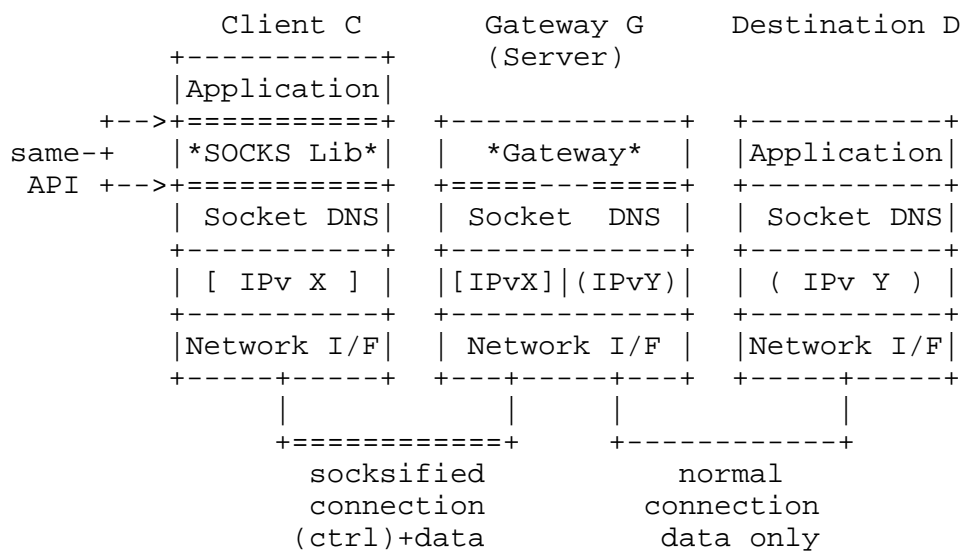 Client C       Gateway G     Destination D
           +-----------+     (Server)
           |Application|
       +-->+===========+  +-------------+  +-----------+
  same-+   |*SOCKS Lib*|  |  *Gateway*  |  |Application|
   API +-->+===========+  +=====---=====+  +-----------+
           | Socket DNS|  | Socket  DNS |  | Socket DNS|
           +-----------+  +-------------+  +-----------+
           | [ IPv X ] |  |[IPvX]|(IPvY)|  | ( IPv Y ) |
           +-----------+  +-------------+  +-----------+
           |Network I/F|  | Network I/F |  |Network I/F|
           +-----+-----+  +---+-----+---+  +-----+-----+
                 |            |     |            |
                 +============+     +------------+
                   socksified           normal
                   connection         connection
                  (ctrl)+data          data only